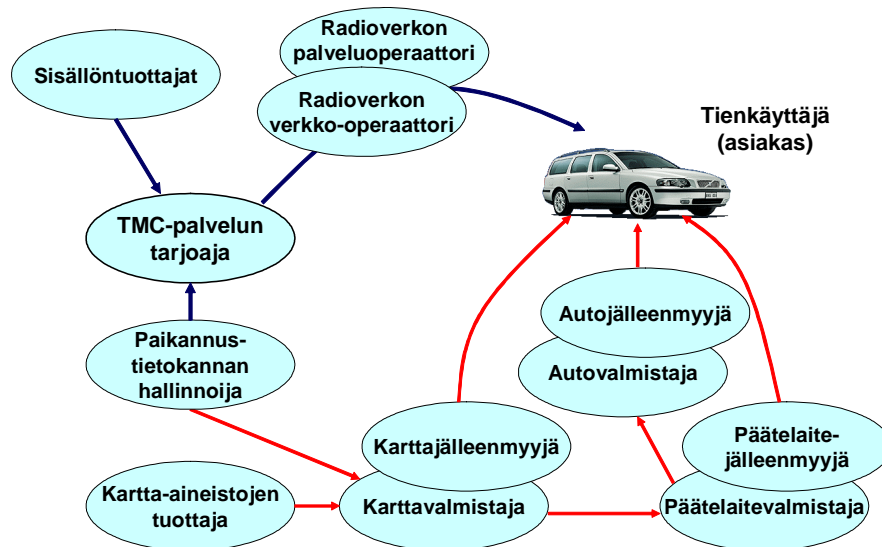 Radioverkon
palveluoperaattori
Sisällöntuottajat
Radioverkon
verkko-operaattori
Tienkäyttäjä
(asiakas)
TMC-palvelun
tarjoaja
Autojälleenmyyjä
Paikannus-
tietokannan
hallinnoija
Autovalmistaja
Karttajälleenmyyjä
Päätelaite-
jälleenmyyjä
Kartta-aineistojen
tuottaja
Karttavalmistaja
Päätelaitevalmistaja